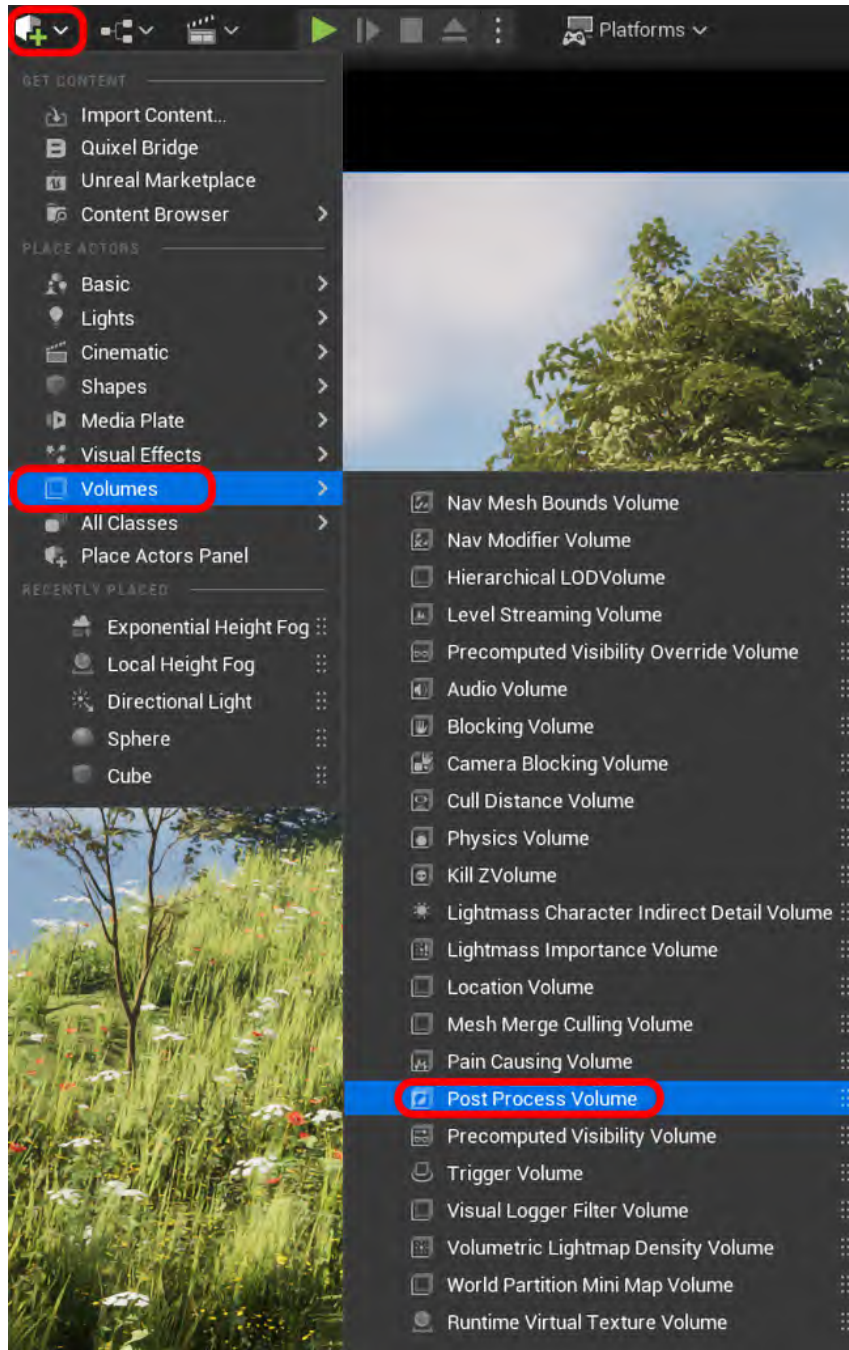 Platforms
GET CONTENT
Import Content...
Quixel Bridge
Unreal Marketplace
Content Browser
PLACE ACTORS
Basic
Lights
Cinematic
Shapes
Media Plate
Visual Effects
Volumes
All Classes
Place Actors Panel
RECENTLY PLACED
Exponential Height Fog
Local Height Fog
Directional Light
Sphere
Cube
Nav Mesh Bounds Volume
Nav Modifier Volume
Hierarchical LODVolume
Level Streaming Volume
Precomputed Visibility Override Volume
Audio Volume
Blocking Volume
Camera Blocking Volume
Cull Distance Volume
Physics Volume
Kill ZVolume
Lightmass Character Indirect Detail Volume
Lightmass Importance Volume
Location Volume
Mesh Merge Culling Volume
Pain Causing Volume
Post Process Volume
Precomputed Visibility Volume
Trigger Volume
Visual Logger Filter Volume
Volumetric Lightmap Density Volume
World Partition Mini Map Volume
Runtime Virtual Texture Volume